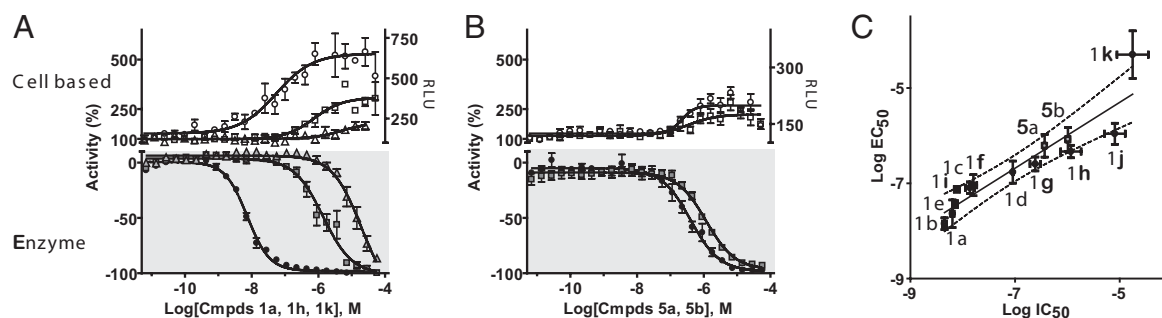 A
Cell based
Enzyme
Activity (%)
500
250
100
0
-50
-100
750
500
250
RLU
-10
-8
-6
-4
Log[Cmpds 1a, 1h, 1k], M
B
Activity (%)
500
250
100
0
-50
-100
300
150
RLU
-10
-8
-6
-4
Log[Cmpds 5a, 5b], M
C
Log EC50
-5
-7
-9
1k
5b
5a
1j
1h
1g
1d
1f
1c
1i
1e
1b
1a
-9
-7
-5
Log IC50